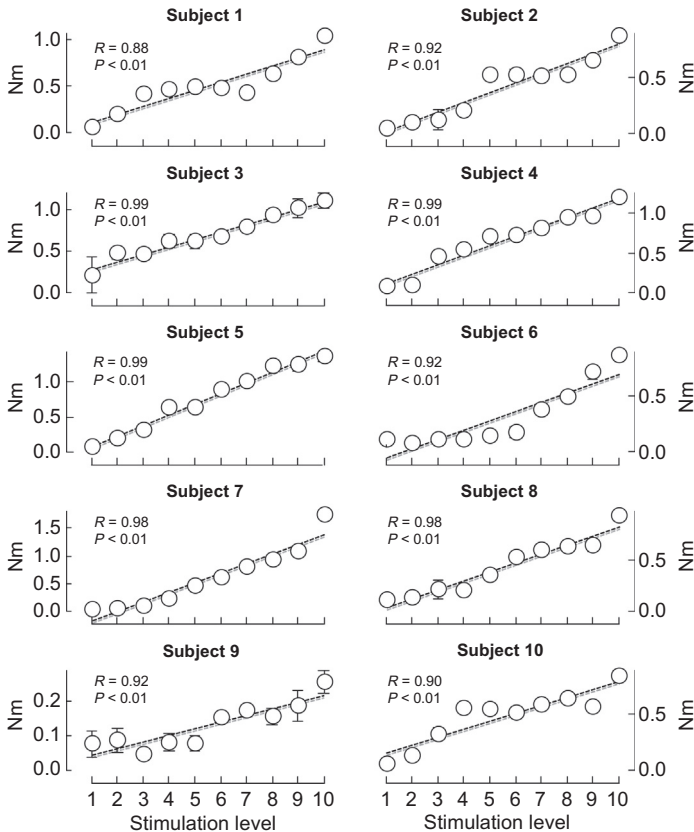 Subject 1
R = 0.88
P < 0.01
Nm
1.0
0.5
0.0
Subject 2
R = 0.92
P < 0.01
Nm
0.5
0
Subject 3
R = 0.99
P < 0.01
Nm
1.0
0.5
0.0
Subject 4
R = 0.99
P < 0.01
Nm
1.0
0.5
0.0
Subject 5
R = 0.99
P < 0.01
Nm
1.0
0.5
0.0
Subject 6
R = 0.92
P < 0.01
Nm
0.5
0.0
Subject 7
R = 0.98
P < 0.01
Nm
1.5
1.0
0.5
0.0
Subject 8
R = 0.98
P < 0.01
Nm
0.5
0
Subject 9
R = 0.92
P < 0.01
Nm
0.2
0.1
0.0
1 2 3 4 5 6 7 8 9 10
Stimulation level
Subject 10
R = 0.90
P < 0.01
Nm
0.5
0.0
1 2 3 4 5 6 7 8 9 10
Stimulation level